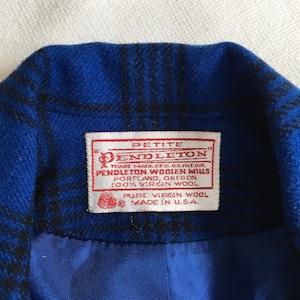 PETITE
"PENDLETON"
TRADE MARK REG. U.S. PAT. OFF.
PENDLETON WOOLEN MILLS
PORTLAND, OREGON
100% VIRGIN WOOL
PURE VIRGIN WOOL
® MADE IN U.S.A.